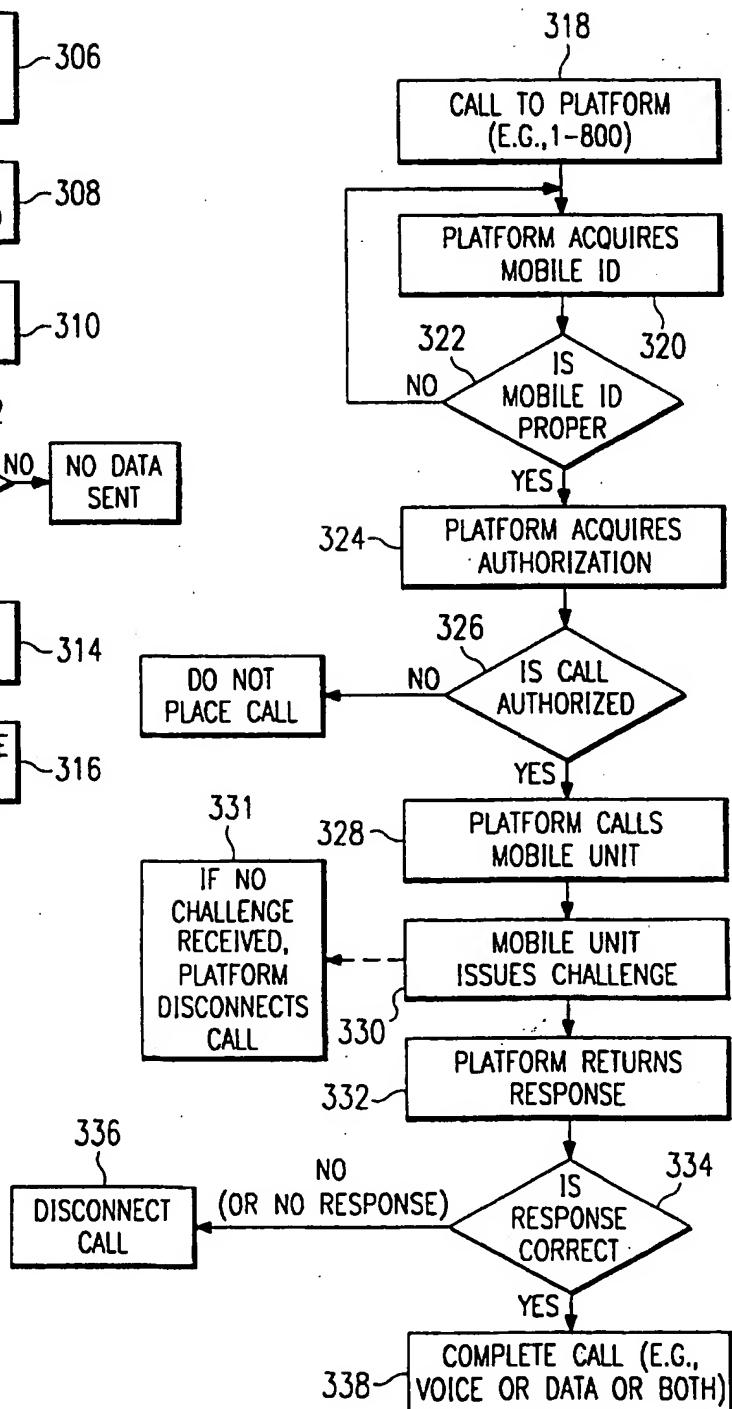 306
308
310
2
NO
NO DATA
SENT
314
E
316
318
CALL TO PLATFORM
(E.G.,1-800)
PLATFORM ACQUIRES
MOBILE ID
320
322
IS
MOBILE ID
PROPER
NO
YES
324
PLATFORM ACQUIRES
AUTHORIZATION
326
IS CALL
AUTHORIZED
NO
DO NOT
PLACE CALL
YES
328
PLATFORM CALLS
MOBILE UNIT
331
IF NO
CHALLENGE
RECEIVED,
PLATFORM
DISCONNECTS
CALL
MOBILE UNIT
ISSUES CHALLENGE
330
PLATFORM RETURNS
RESPONSE
332
334
IS
RESPONSE
CORRECT
NO
(OR NO RESPONSE)
336
DISCONNECT
CALL
YES
COMPLETE CALL (E.G.,
VOICE OR DATA OR BOTH)
338